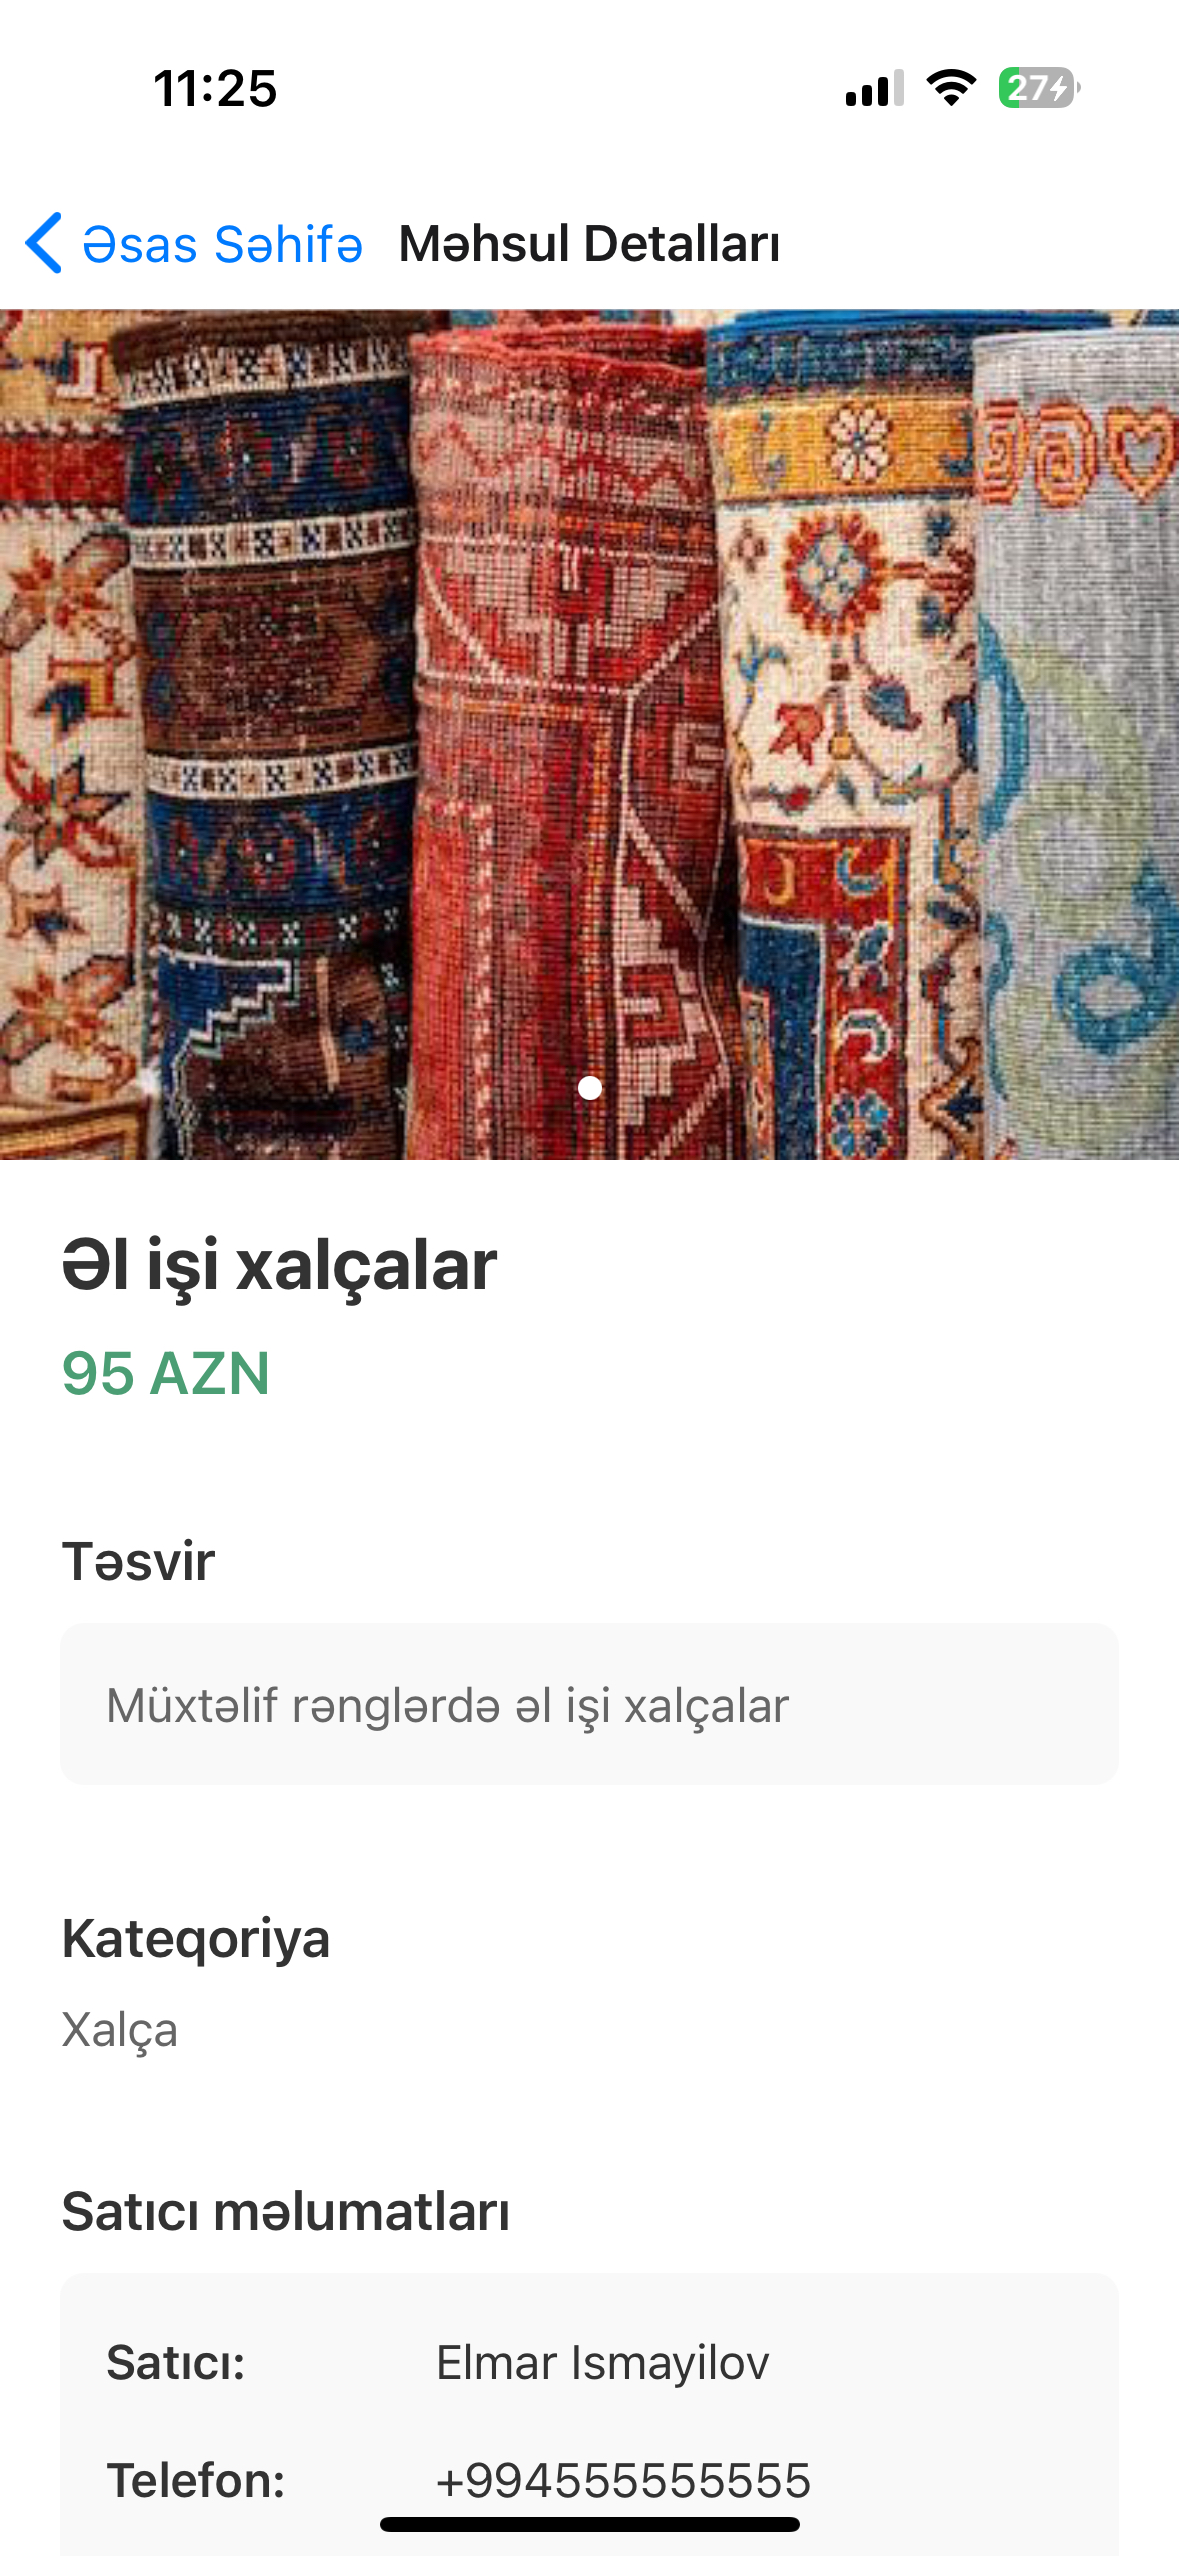 11:25
27
Əsas Səhifə Məhsul Detalları
Əl işi xalçalar
95 AZN
Təsvir
Müxtəlif rənglərdə əl işi xalçalar
Kateqoriya
Xalça
Satıcı məlumatları
Satıcı: Elmar Ismayilov
Telefon: +994555555555